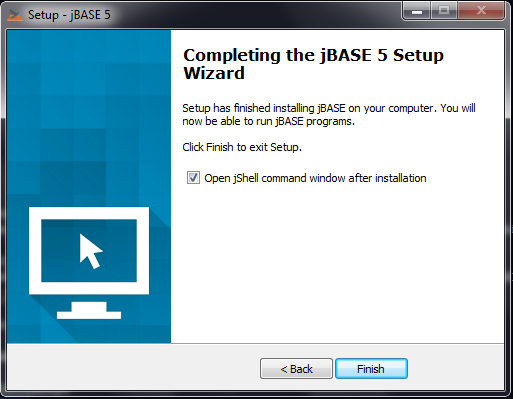 Setup - jBASE 5
Completing the jBASE 5 Setup
Wizard
Setup has finished installing jBASE on your computer. You will
now be able to run jBASE programs.
Click Finish to exit Setup.
Open jShell command window after installation
< Back
Finish